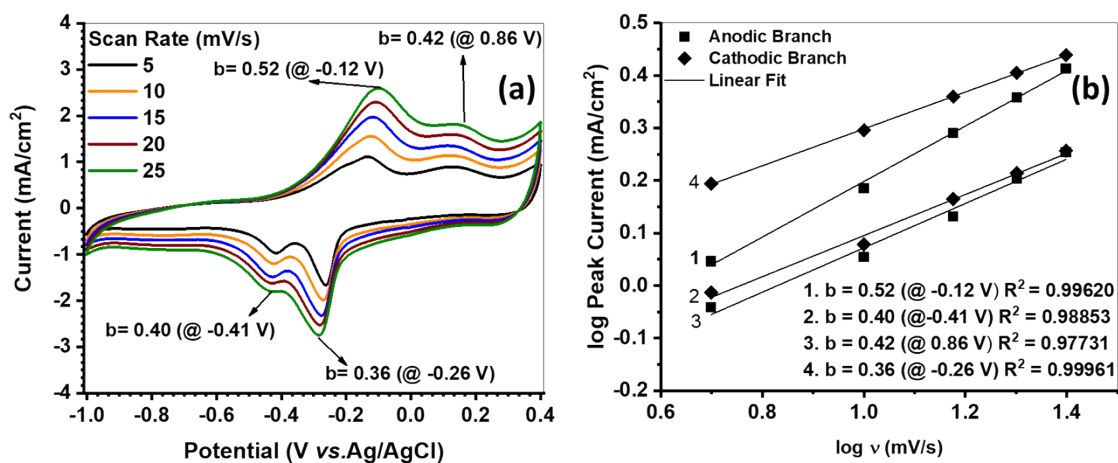 Scan Rate (mV/s)
5
10
15
20
25
b= 0.42 (@ 0.86 V)
b= 0.52 (@ -0.12 V)
(a)
b= 0.40 (@ -0.41 V)
b= 0.36 (@ -0.26 V)
4
3
2
1
0
-1
-2
-3
-4
Current (mA/cm²)
-1.0 -0.8 -0.6 -0.4 -0.2 0.0 0.2 0.4
Potential (V vs.Ag/AgCl)
Anodic Branch
Cathodic Branch
Linear Fit
(b)
4
1
2
3
1. b = 0.52 (@ -0.12 V) R² = 0.99620
2. b = 0.40 (@-0.41 V) R² = 0.98853
3. b = 0.42 (@ 0.86 V) R² = 0.97731
4. b = 0.36 (@ -0.26 V) R² = 0.99961
0.5
0.4
0.3
0.2
0.1
0.0
-0.1
-0.2
log Peak Current (mA/cm²)
0.6 0.8 1.0 1.2 1.4
log ν (mV/s)